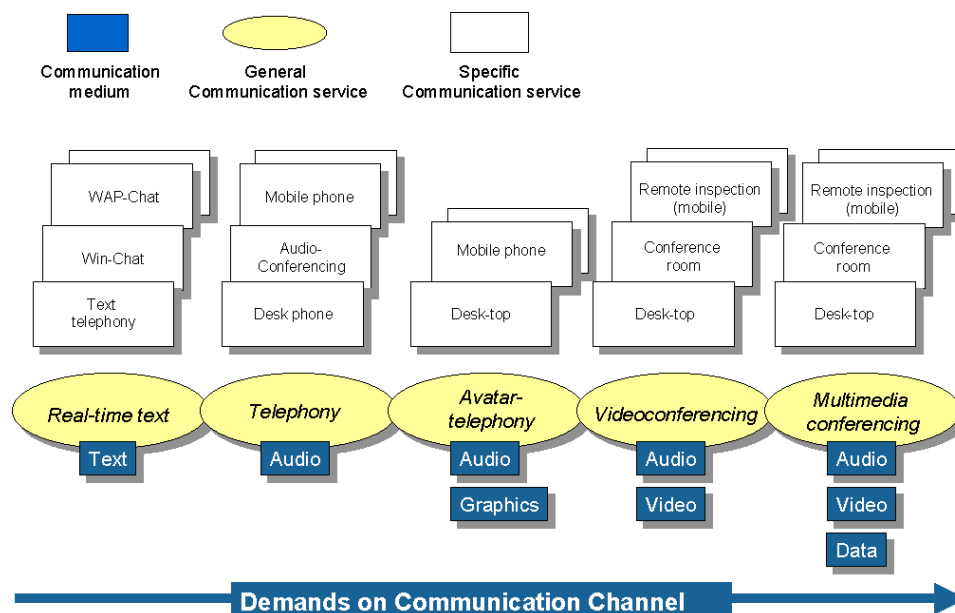 Communication
medium
General
Communication service
Specific
Communication service
WAP-Chat
Win-Chat
Text
telephony
Mobile phone
Audio-
Conferencing
Desk phone
Mobile phone
Desk-top
Remote inspection
(mobile)
Conference
room
Desk-top
Remote inspection
(mobile)
Conference
room
Desk-top
Real-time text
Text
Telephony
Audio
Avatar-
telephony
Audio
Graphics
Videoconferencing
Audio
Video
Multimedia
conferencing
Audio
Video
Data
Demands on Communication Channel